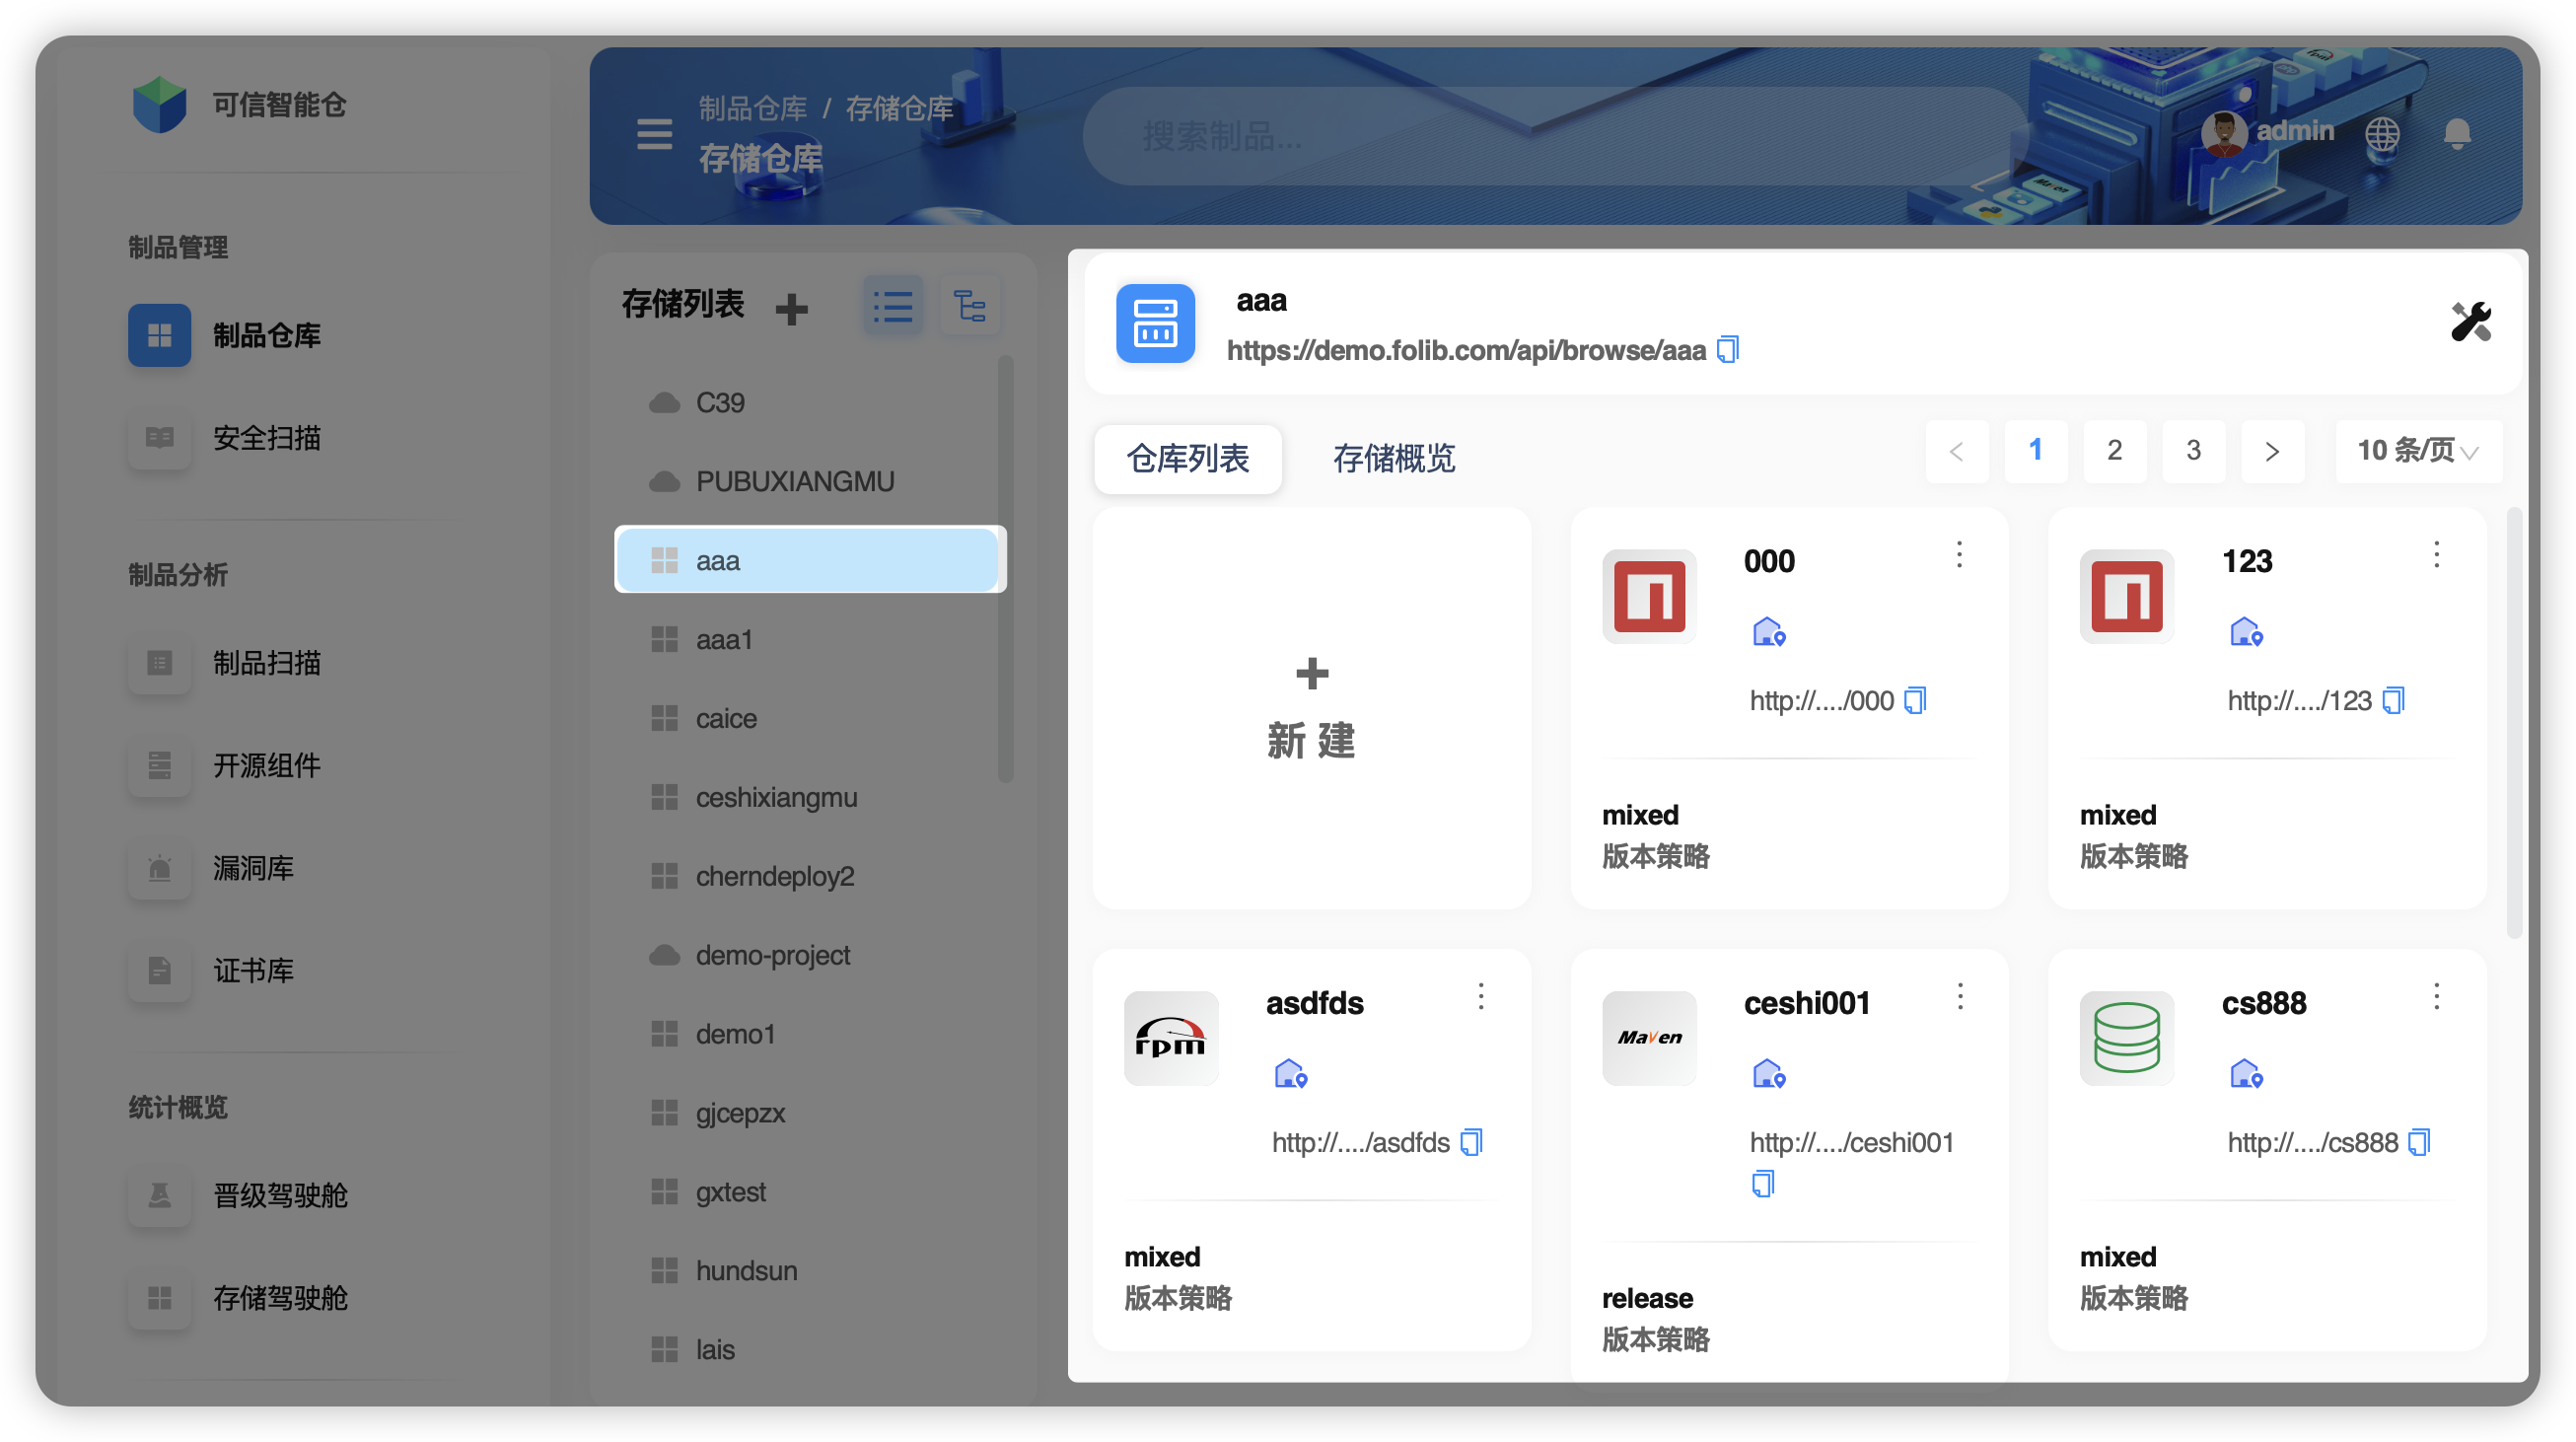 可信智能仓
制品管理
制品仓库
安全扫描
制品分析
制品扫描
开源组件
漏洞库
证书库
统计概览
晋级驾驶舱
存储驾驶舱
制品仓库 / 存储仓库
存储仓库
搜索制品...
admin
存储列表
C39
PUBUXIANGMU
aaa
aaa1
caice
ceshixiangmu
cherndeploy2
demo-project
demo1
gjcepzx
gxtest
hundsun
lais
aaa
https://demo.folib.com/api/browse/aaa
仓库列表 存储概览
1 2 3 10 条/页
新 建
000
http://..../000
mixed
版本策略
123
http://..../123
mixed
版本策略
rpm
asdfds
http://..../asdfds
mixed
版本策略
Maven
ceshi001
http://..../ceshi001
release
版本策略
cs888
http://..../cs888
mixed
版本策略